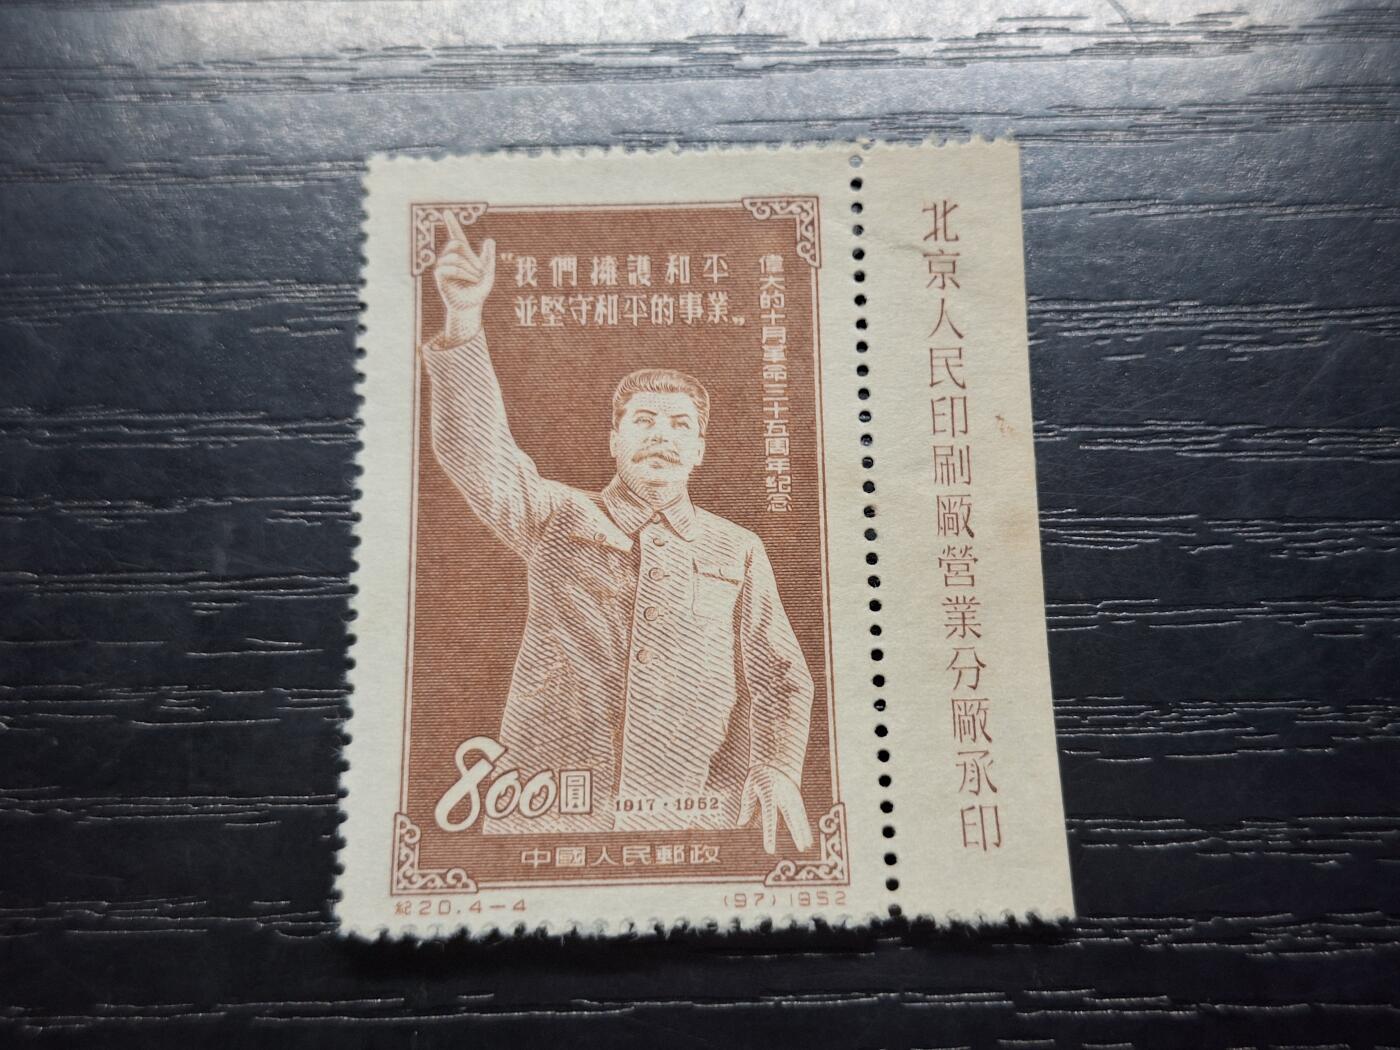 “我們擁護和平
並堅守和平的事業”
偉大的十月革命三十五周年紀念
800圓
1917·1952
中國人民郵政
紀20.4—4
(97)1952
北京人民印刷廠營業分廠承印